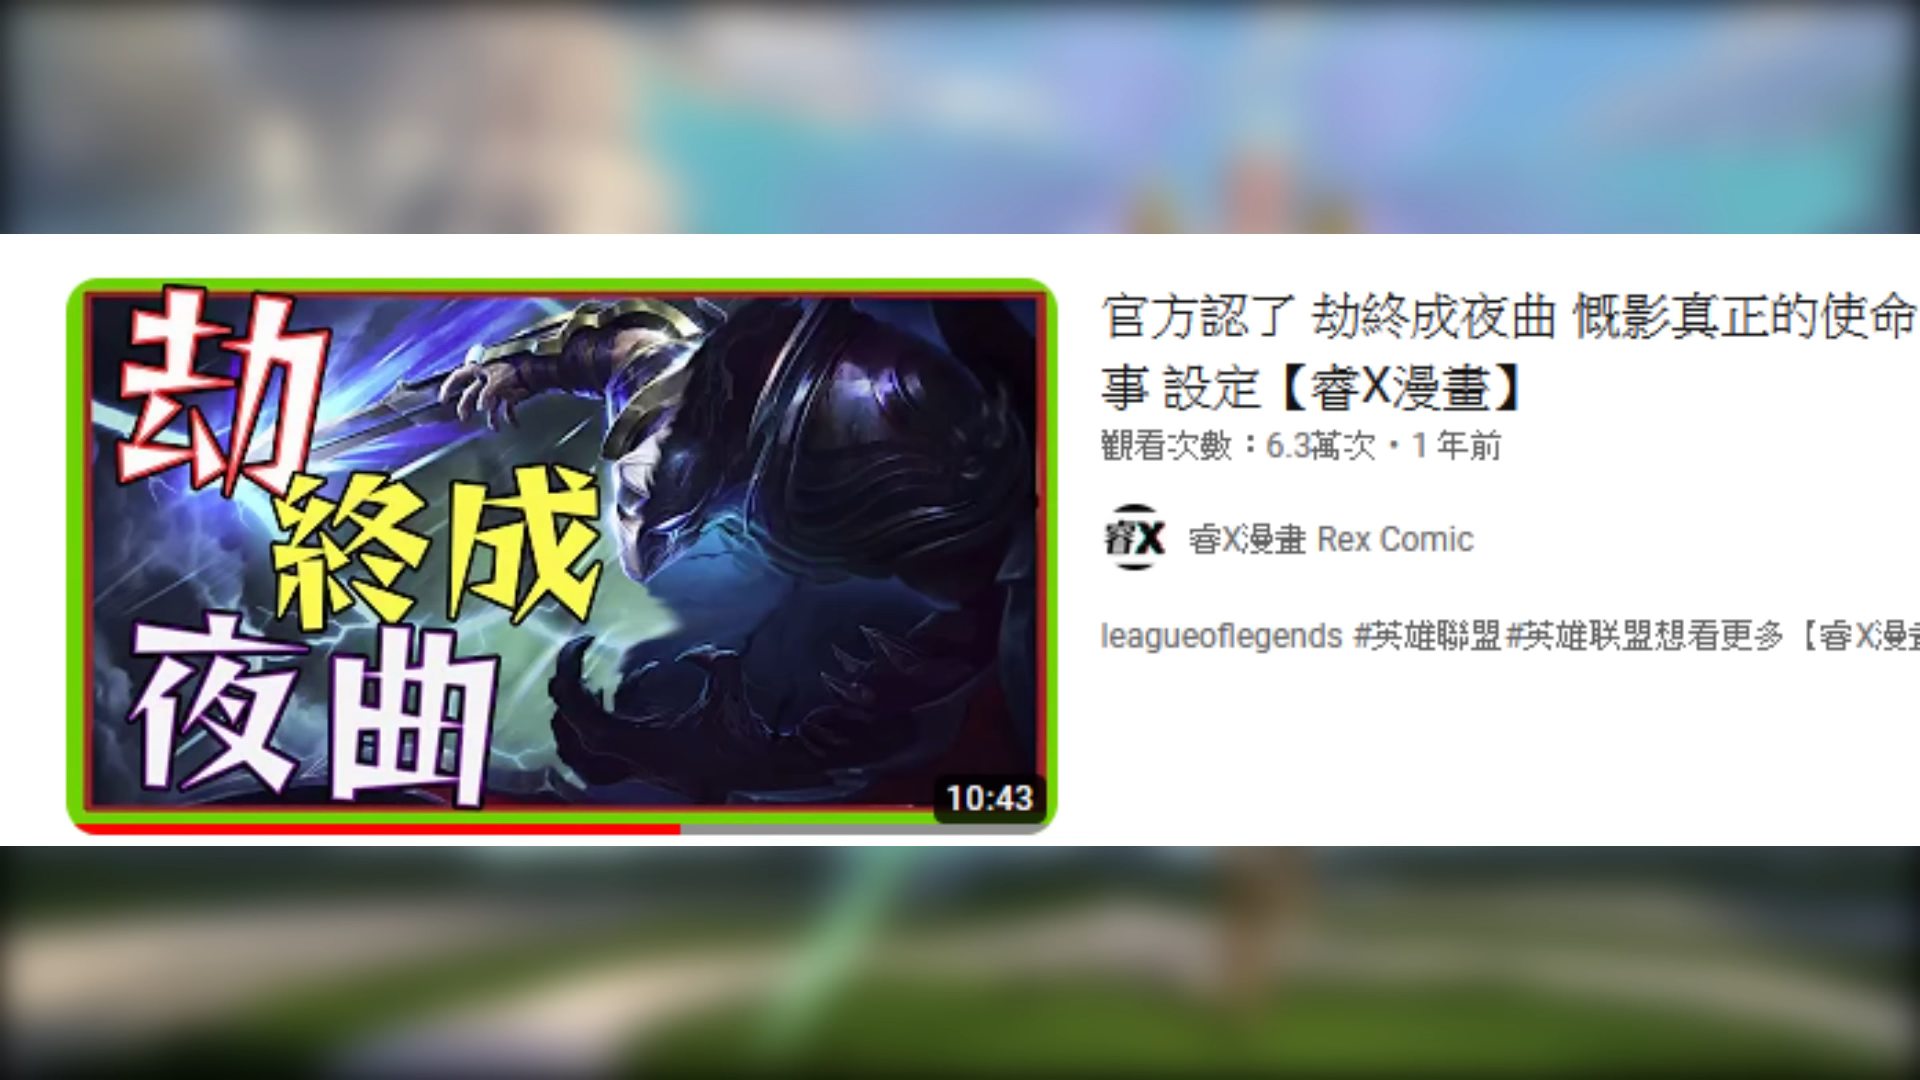 劫
終成
夜曲
10:43
官方認了 劫終成夜曲 慨影真正的使命
事 設定【睿X漫畫】
觀看次數：6.3萬次・1 年前
睿X
睿X漫畫 Rex Comic
leagueoflegends #英雄聯盟#英雄联盟想看更多【睿X漫畫